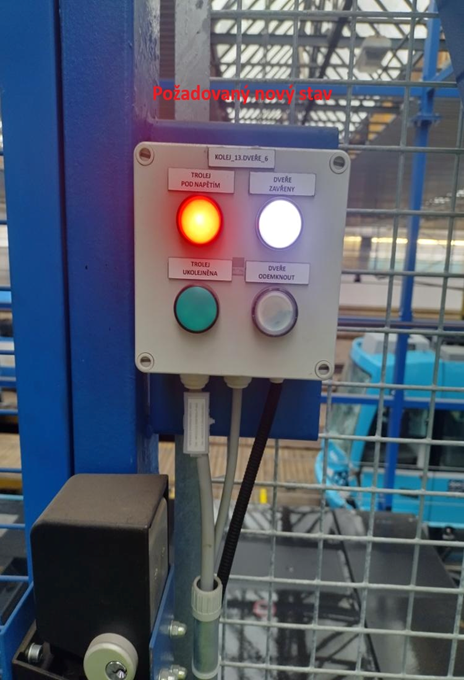 Požadovaný nový stav
KOLEJ_13.DVEŘE_6
TROLEJ
POD NAPĚTÍM
DVEŘE
ZAVŘENY
TROLEJ
UKOLEJNĚNA
DVEŘE
ODEMKNOUT